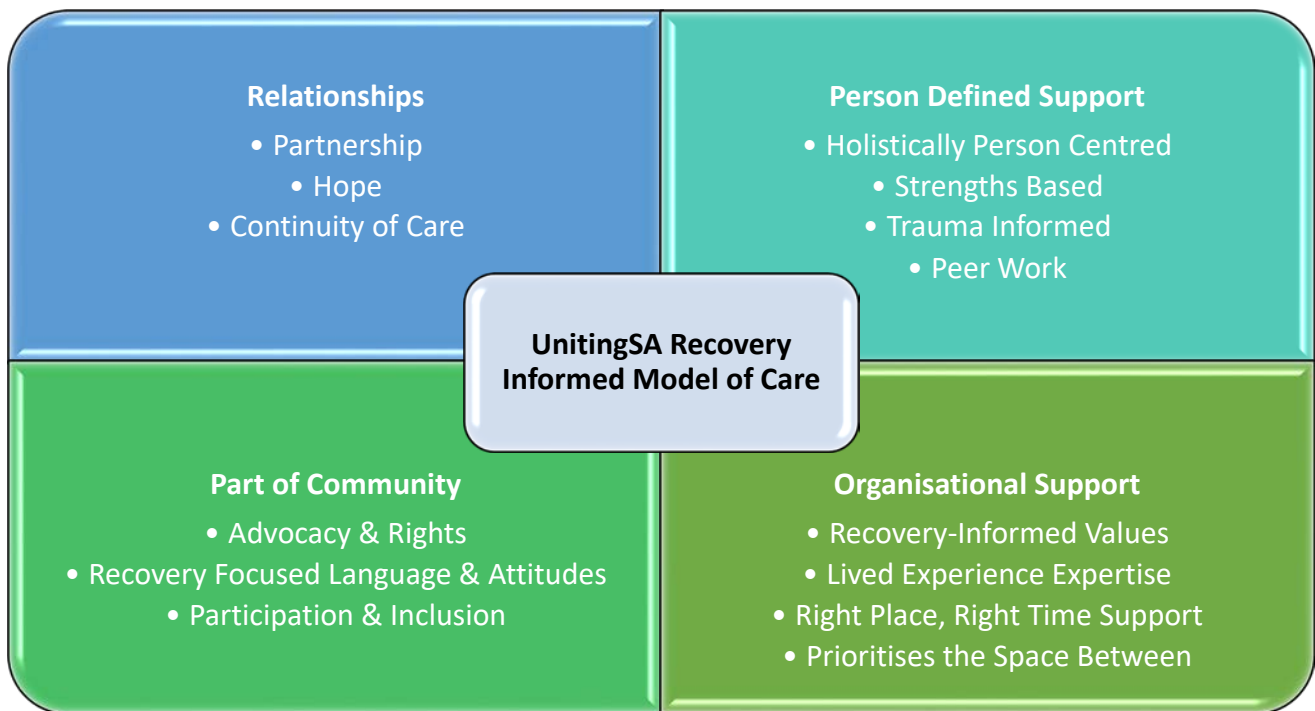 Relationships
• Partnership
• Hope
• Continuity of Care
Person Defined Support
• Holistically Person Centred
• Strengths Based
• Trauma Informed
• Peer Work
UnitingSA Recovery
Informed Model of Care
Part of Community
• Advocacy & Rights
• Recovery Focused Language & Attitudes
• Participation & Inclusion
Organisational Support
• Recovery-Informed Values
• Lived Experience Expertise
• Right Place, Right Time Support
• Prioritises the Space Between